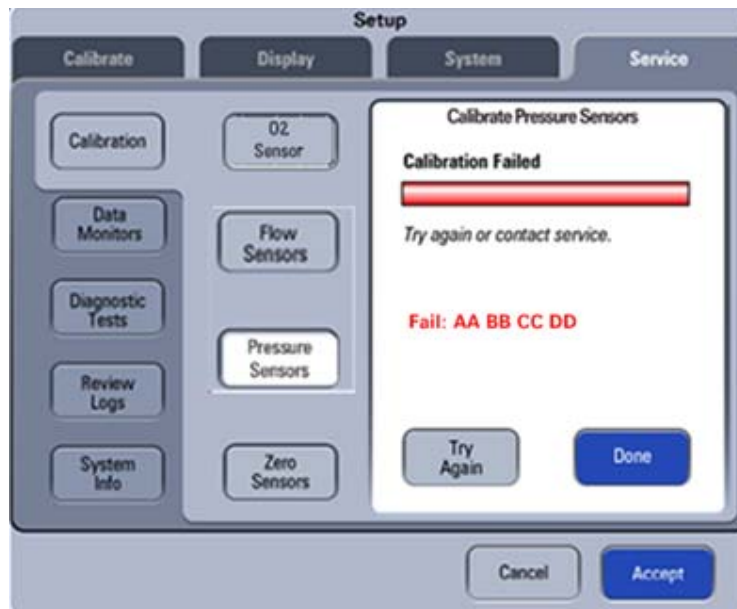 Setup
Calibrate
Display
System
Service
Calibration
Data
Monitors
Diagnostic
Tests
Review
Logs
System
Info
O2
Sensor
Flow
Sensors
Pressure
Sensors
Zero
Sensors
Calibrate Pressure Sensors
Calibration Failed
Try again or contact service.
Fail: AA BB CC DD
Try
Again
Done
Cancel
Accept